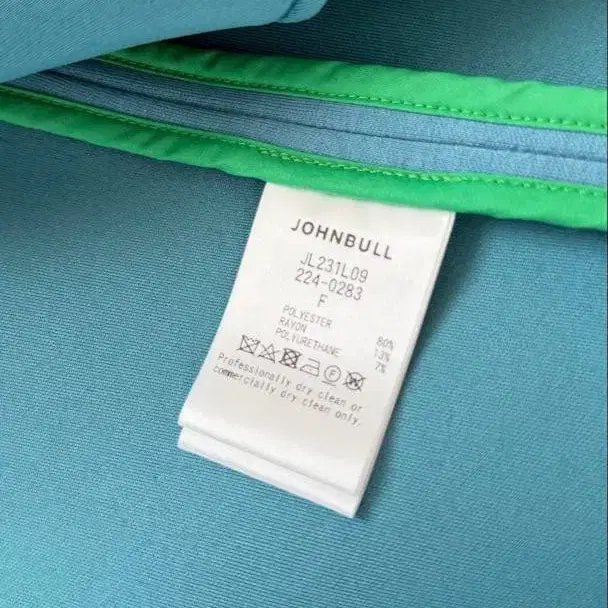 JOHNBULL
JL231L09
224-0283
F
POLYESTER 80%
RAYON 13%
POLYURETHANE 7%
F W
Professionally dry clean or
commercially dry clean only.